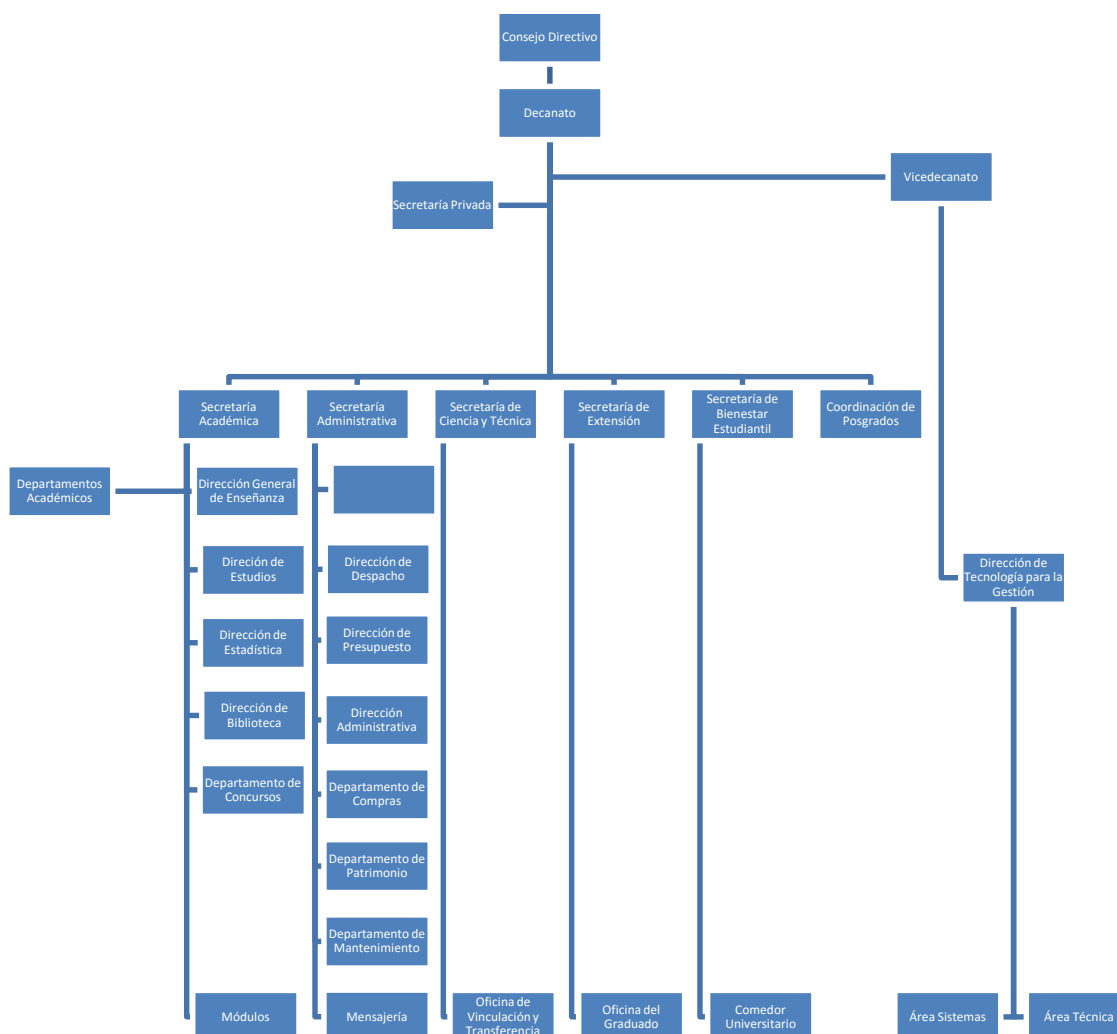 Consejo Directivo
Decanato
Vicedecanato
Secretaría Privada
Secretaría
Académica
Secretaría
Administrativa
Secretaría de
Ciencia y Técnica
Secretaría de
Extensión
Secretaría de
Bienestar
Estudiantil
Coordinación de
Posgrados
Departamentos
Académicos
Dirección General
de Enseñanza
Direción de
Estudios
Dirección de
Despacho
Dirección de
Tecnología para la
Gestión
Dirección de
Estadística
Dirección de
Presupuesto
Dirección de
Biblioteca
Dirección
Administrativa
Departamento de
Concursos
Departamento de
Compras
Departamento de
Patrimonio
Departamento de
Mantenimiento
Módulos
Mensajería
Oficina de
Vinculación y
Transferencia
Oficina del
Graduado
Comedor
Universitario
Área Sistemas
Área Técnica